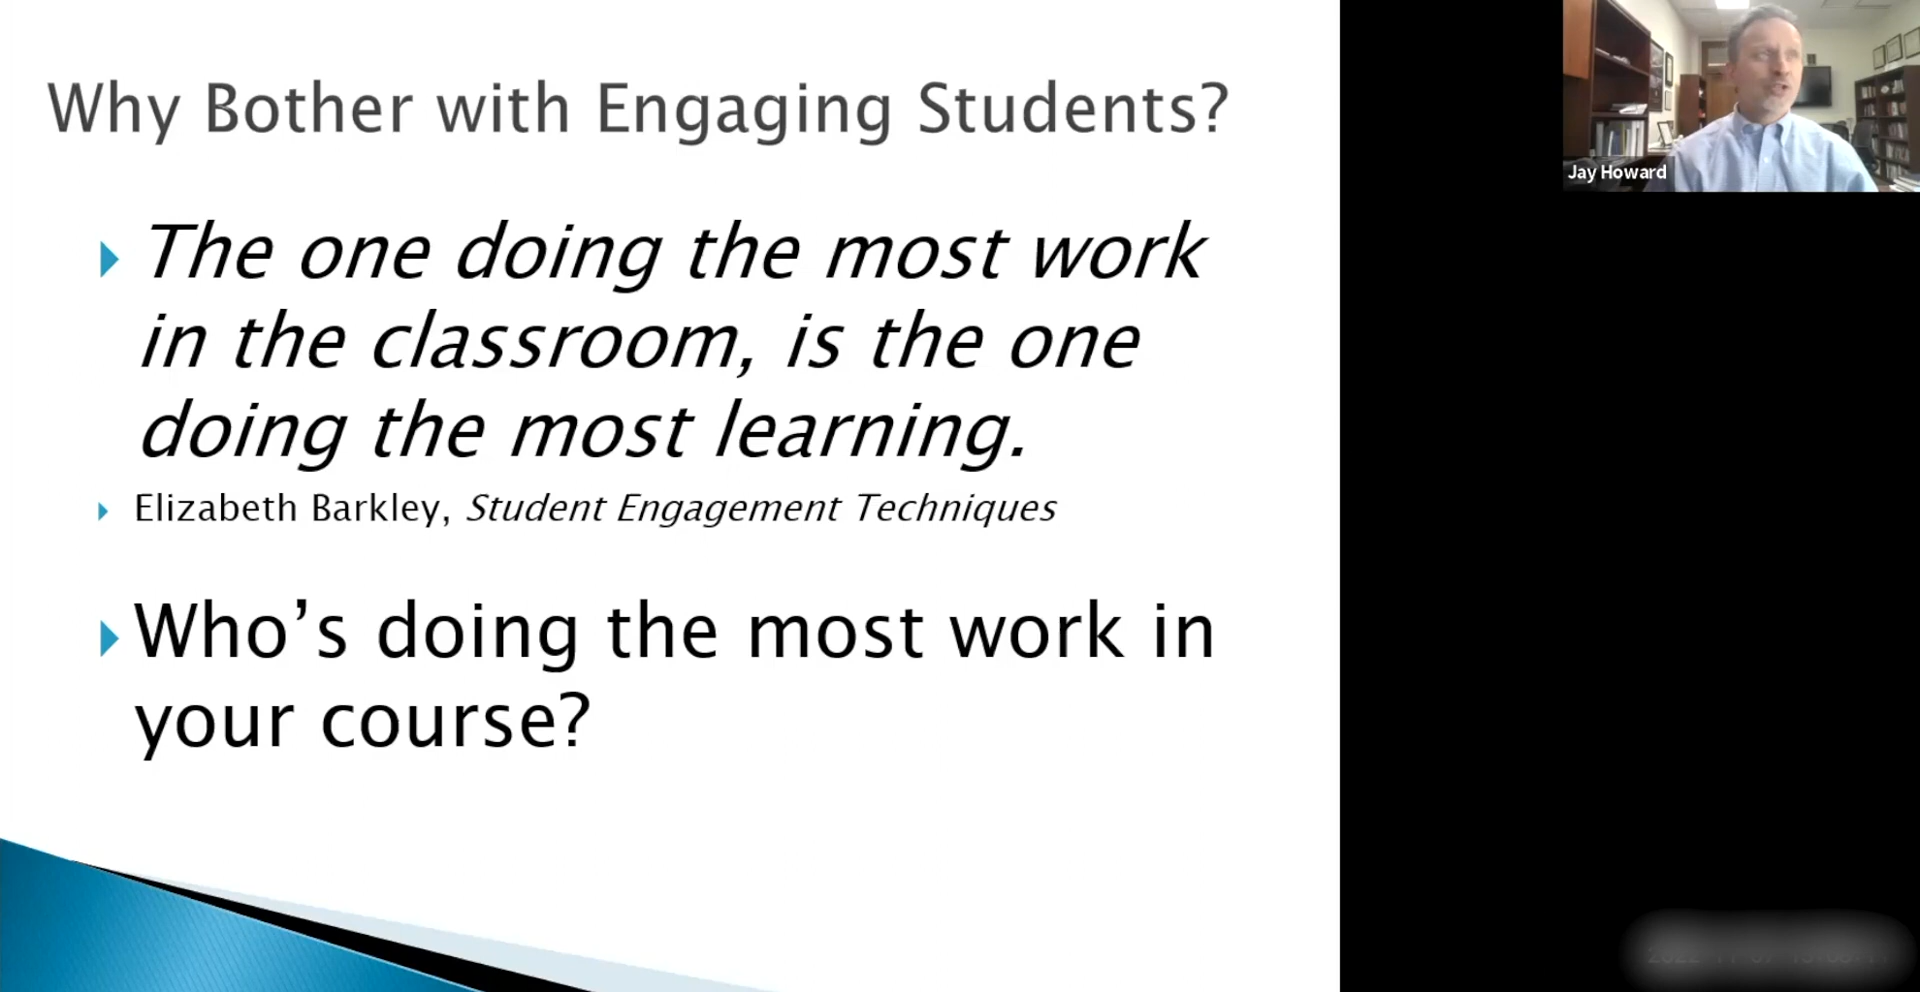 Why Bother with Engaging Students?
The one doing the most work
in the classroom, is the one
doing the most learning.
Elizabeth Barkley, Student Engagement Techniques
Who's doing the most work in
your course?
Jay Howard